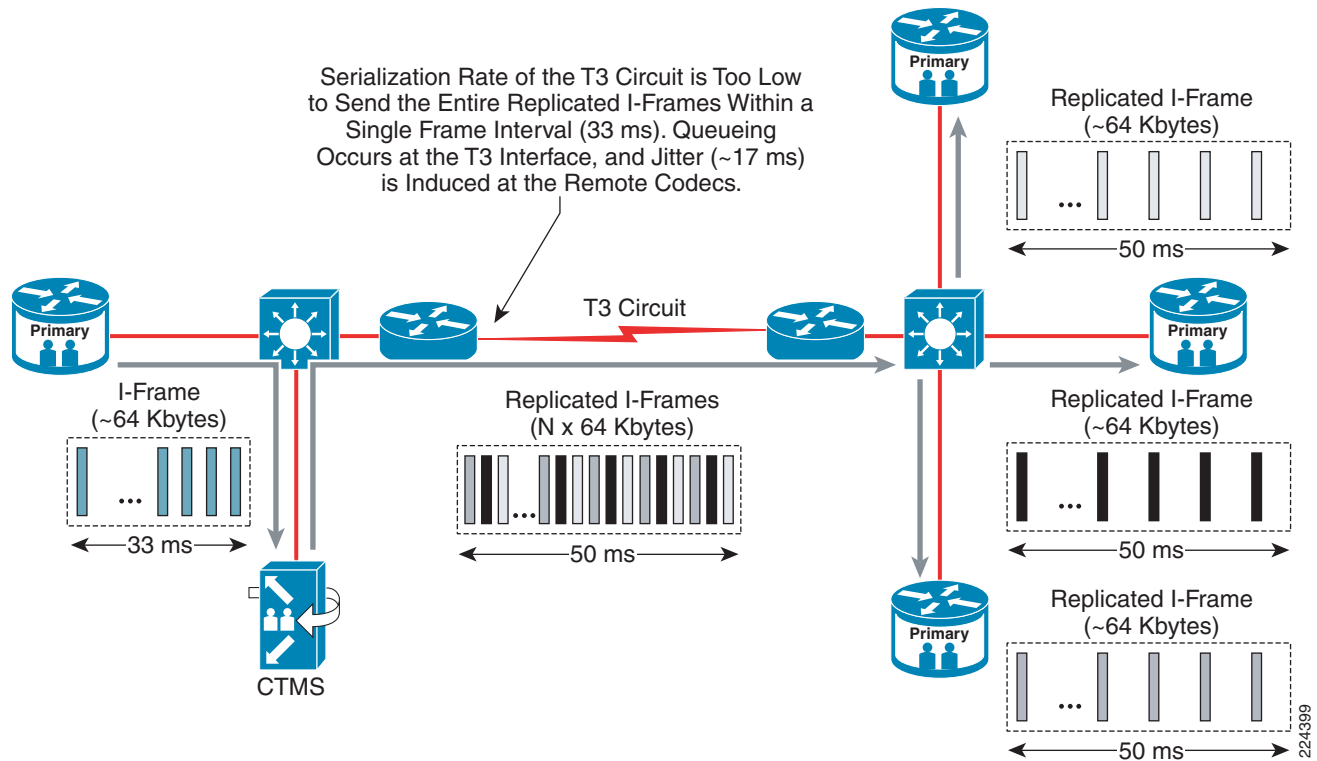 Serialization Rate of the T3 Circuit is Too Low
to Send the Entire Replicated I-Frames Within a
Single Frame Interval (33 ms). Queueing
Occurs at the T3 Interface, and Jitter (~17 ms)
is Induced at the Remote Codecs.
Primary
Replicated I-Frame
(~64 Kbytes)
...
50 ms
Primary
T3 Circuit
Primary
I-Frame
(~64 Kbytes)
...
33 ms
CTMS
Replicated I-Frames
(N x 64 Kbytes)
...
50 ms
Replicated I-Frame
(~64 Kbytes)
...
50 ms
Primary
Replicated I-Frame
(~64 Kbytes)
...
50 ms
224399